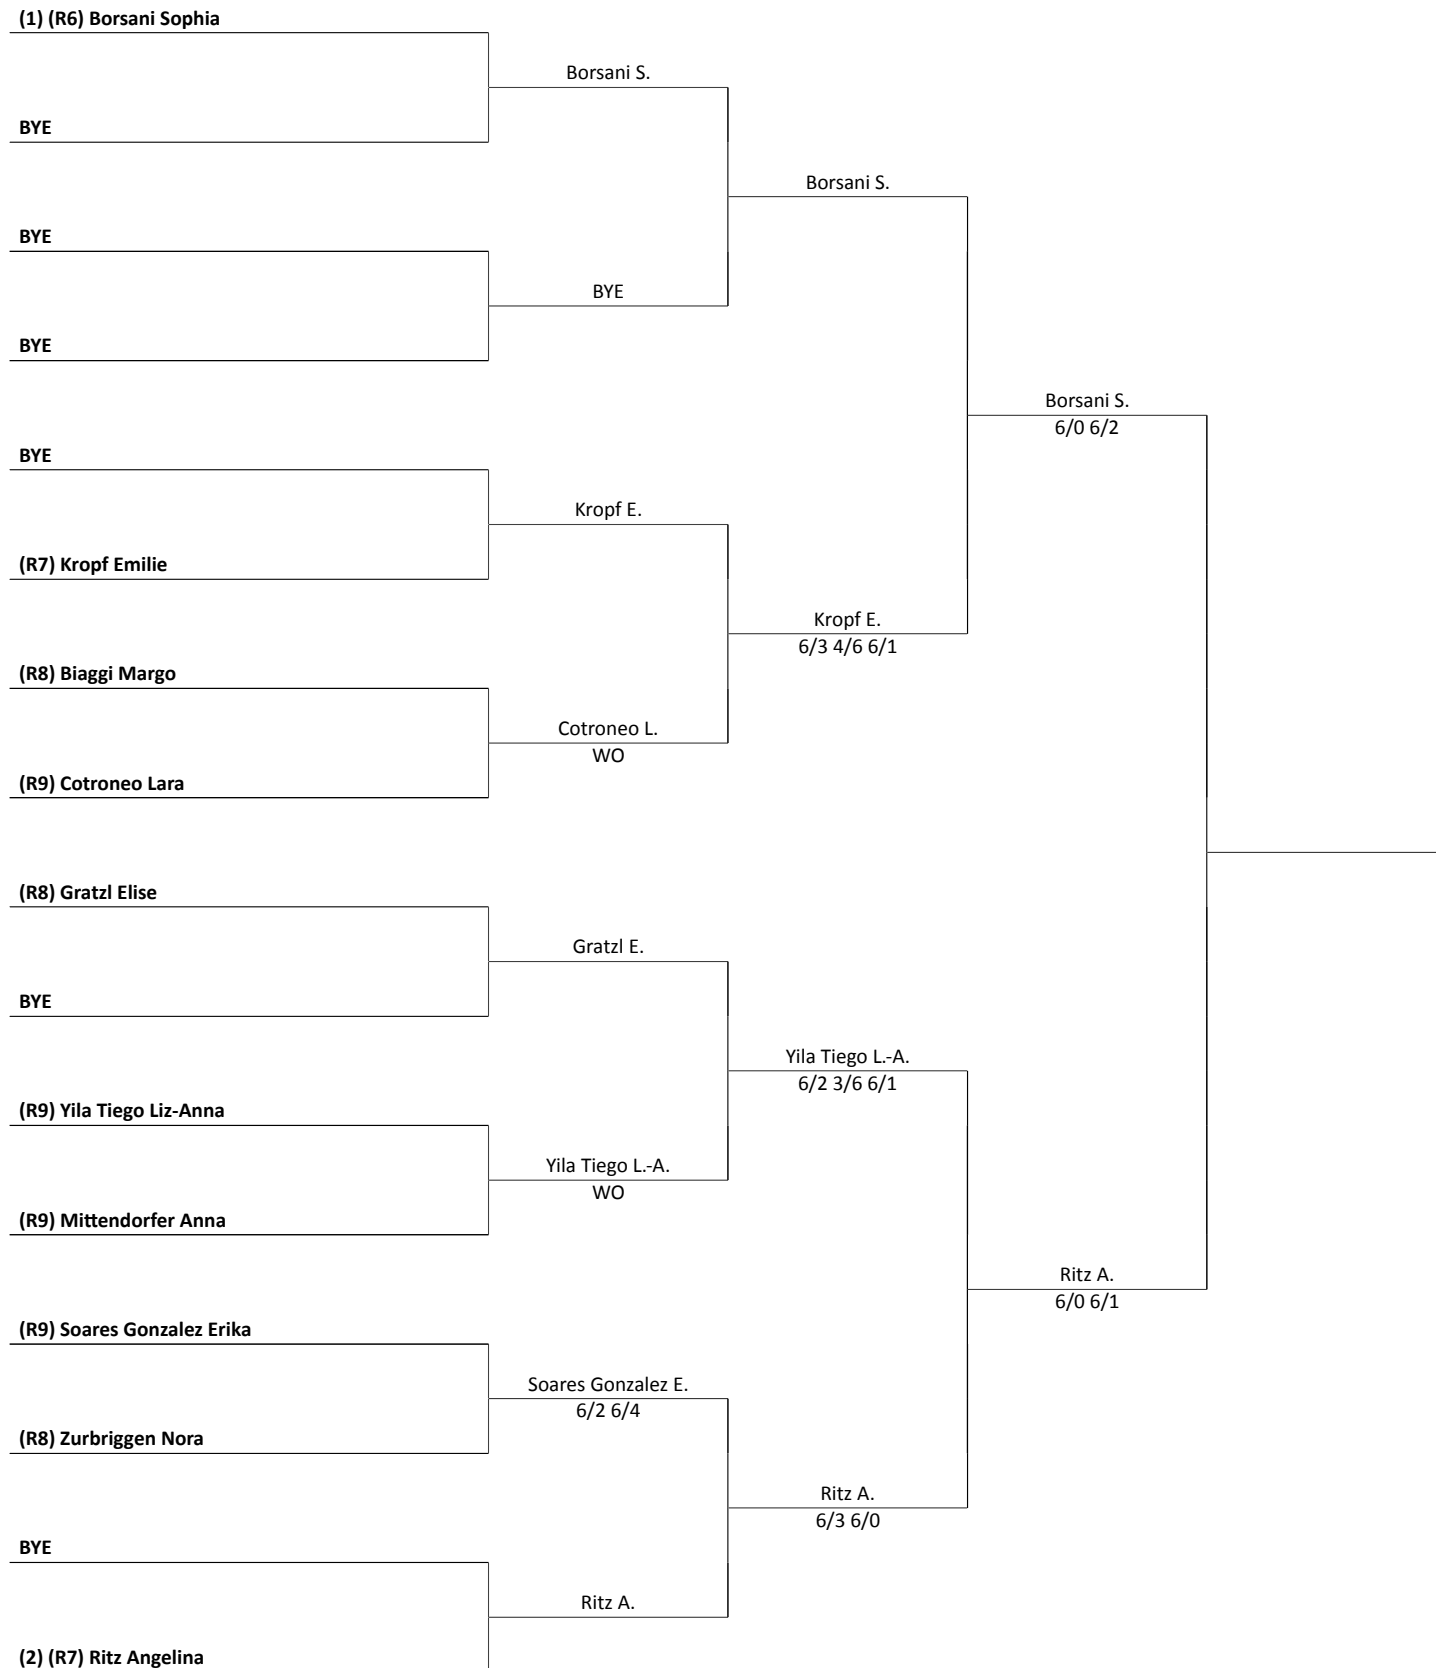 (1) (R6) Borsani Sophia
Borsani S.
BYE
Borsani S.
BYE
BYE
BYE
Borsani S.
6/0 6/2
BYE
Kropf E.
(R7) Kropf Emilie
Kropf E.
6/3 4/6 6/1
(R8) Biaggi Margo
Cotroneo L.
WO
(R9) Cotroneo Lara
(R8) Gratzl Elise
Gratzl E.
BYE
Yila Tiego L.-A.
6/2 3/6 6/1
(R9) Yila Tiego Liz-Anna
Yila Tiego L.-A.
WO
(R9) Mittendorfer Anna
Ritz A.
6/0 6/1
(R9) Soares Gonzalez Erika
Soares Gonzalez E.
6/2 6/4
(R8) Zurbriggen Nora
Ritz A.
6/3 6/0
BYE
Ritz A.
(2) (R7) Ritz Angelina